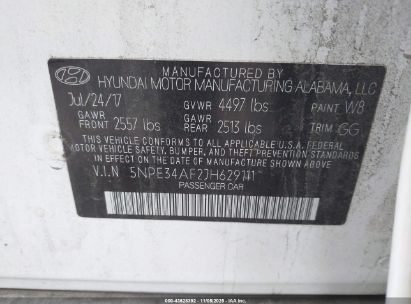 MANUFACTURED BY
HYUNDAI MOTOR MANUFACTURING ALABAMA, LLC
Jul/24/17 GVWR 4497 lbs PAINT W8
GAWR FRONT 2557 lbs GAWR REAR 2513 lbs TRIM GG
THIS VEHICLE CONFORMS TO ALL APPLICABLE U.S.A FEDERAL
MOTOR VEHICLE SAFETY, BUMPER, AND THEFT PREVENTION
STANDARDS IN EFFECT ON THE DATE OF MANUFACTURE SHOWN ABOVE.
V.I.N 5NPE34AF2JH629111
PASSENGER CAR